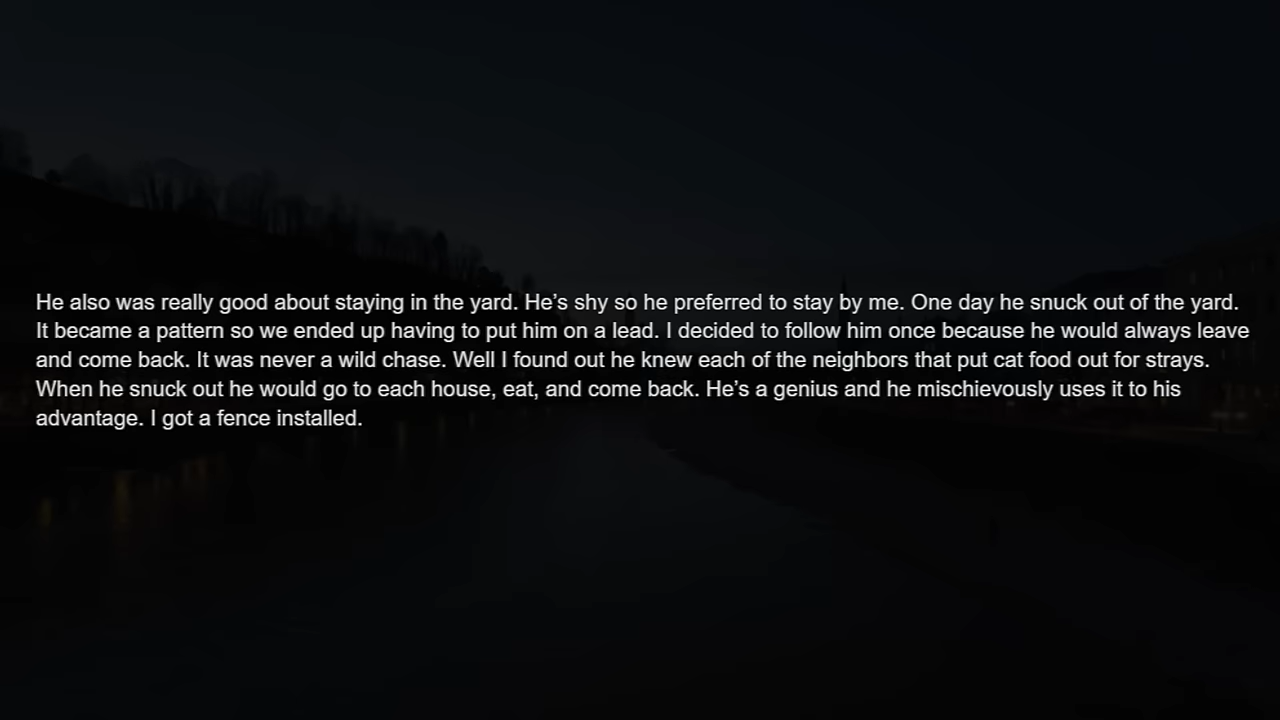 He also was really good about staying in the yard. He’s shy so he preferred to stay by me. One day he snuck out of the yard.
It became a pattern so we ended up having to put him on a lead. I decided to follow him once because he would always leave
and come back. It was never a wild chase. Well I found out he knew each of the neighbors that put cat food out for strays.
When he snuck out he would go to each house, eat, and come back. He’s a genius and he mischievously uses it to his
advantage. I got a fence installed.